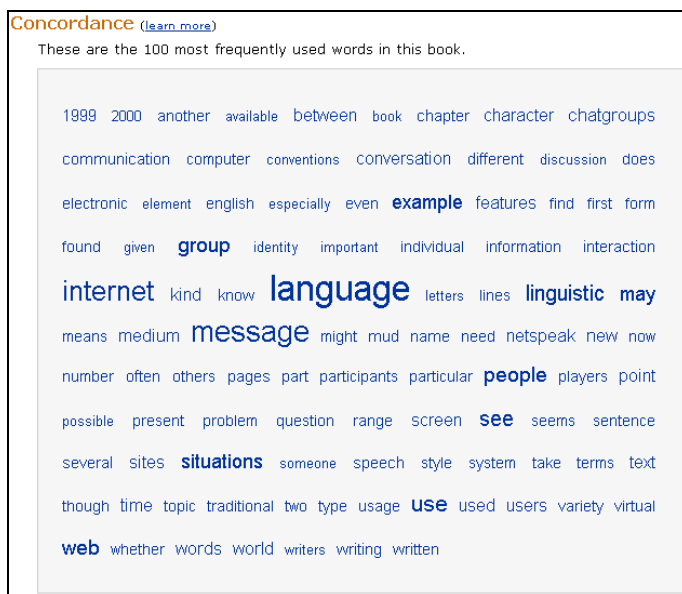 Concordance (learn more)
These are the 100 most frequently used words in this book.
1999 2000 another available between book chapter character chatgroups
communication computer conventions conversation different discussion does
electronic element english especially even example features find first form
found given group identity important individual information interaction
internet kind know language letters lines linguistic may
means medium message might mud name need netspeak new now
number often others pages part participants particular people players point
possible present problem question range screen see seems sentence
several sites situations someone speech style system take terms text
though time topic traditional two type usage use used users variety virtual
web whether words world writers writing written